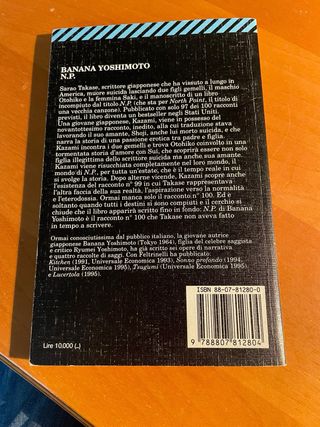 BANANA YOSHIMOTO
N.P.
Sarao Takase, scrittore giapponese che ha vissuto a lungo in
America, muore suicida lasciando due figli gemelli, il maschio
Otohiko e la femmina Saki, e il manoscritto di un libro
incompiuto dal titolo N.P. (che sta per North Point, il titolo di
una vecchia canzone). Pubblicato con solo 97 dei 100 racconti
previsti, il libro diventa un bestseller negli Stati Uniti.
Una giovane giapponese, Kazami, viene in possesso del
novantottesimo racconto, inedito, alla cui traduzione stava
lavorando il suo amante, Shoji, anche lui morto suicida, e che
narra la storia di una passione erotica tra padre e figlia.
Kazami incontra i due gemelli e trova Otohiko coinvolto in una
tormentata storia d'amore con Sui, che scoprirà essere non solo
figlia illegittima dello scrittore suicida ma anche sua amante.
Kazami viene risucchiata completamente nel loro mondo, il
mondo di N.P., per tutta un'estate, che è il tempo reale in cui
si svolge la storia. Dopo alterne vicende, Kazami scopre anche
l'esistenza del racconto n° 99 in cui Takase rappresentava
l'altra faccia della sua realtà, l'aspirazione verso la normalità
e l'eterodossia. Ormai manca solo il racconto n° 100. Ed è
soltanto quando tutti i destini si sono compiuti e il cerchio si
chiude che il libro apparirà scritto fino in fondo: N.P. di Banana
Yoshimoto è il racconto n° 100 che Takase non aveva fatto
in tempo a scrivere.
Ormai conosciutissima dal pubblico italiano, la giovane autrice
giapponese Banana Yoshimoto (Tokyo 1964), figlia del celebre saggista
e critico Ryumei Yoshimoto, ha già scritto sei opere di narrativa
e quattro raccolte di saggi. Con Feltrinelli ha pubblicato:
Kitchen (1991, Universale Economica 1993), Sonno profondo (1994,
Universale Economica 1995), Tsugumi (Universale Economica 1995)
e Lucertola (1995).
ISBN 88-07-81280-0
9 788807 812804
Lire 10.000 (..)